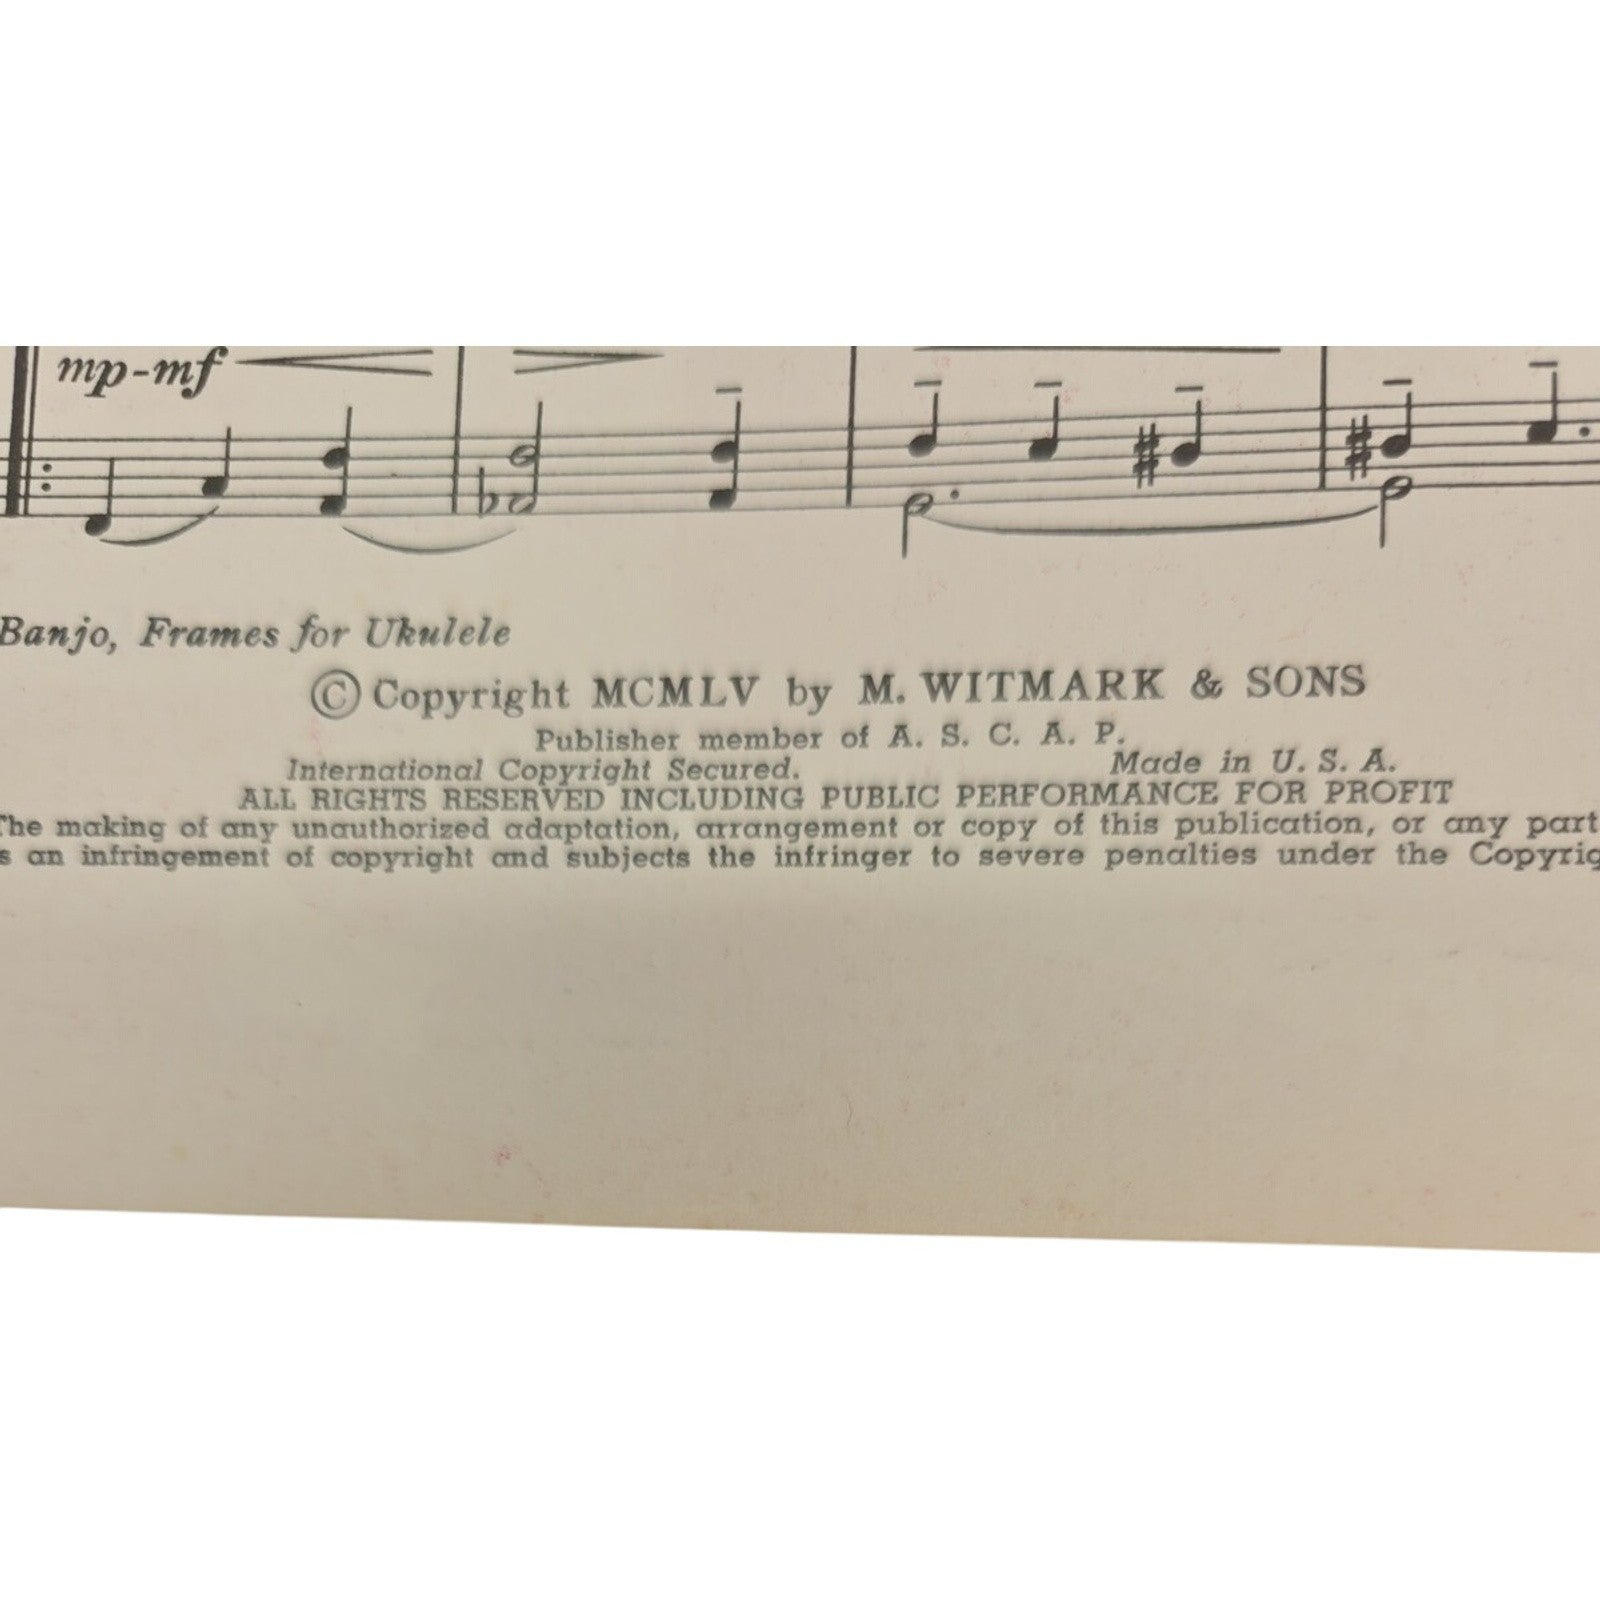 mp-mf
Banjo, Frames for Ukulele
© Copyright MCMLV by M. WITMARK & SONS
Publisher member of A. S. C. A. P.
International Copyright Secured. Made in U. S. A.
ALL RIGHTS RESERVED INCLUDING PUBLIC PERFORMANCE FOR PROFIT
The making of any unauthorized adaptation, arrangement or copy of this publication, or any part
s an infringement of copyright and subjects the infringer to severe penalties under the Copyrig